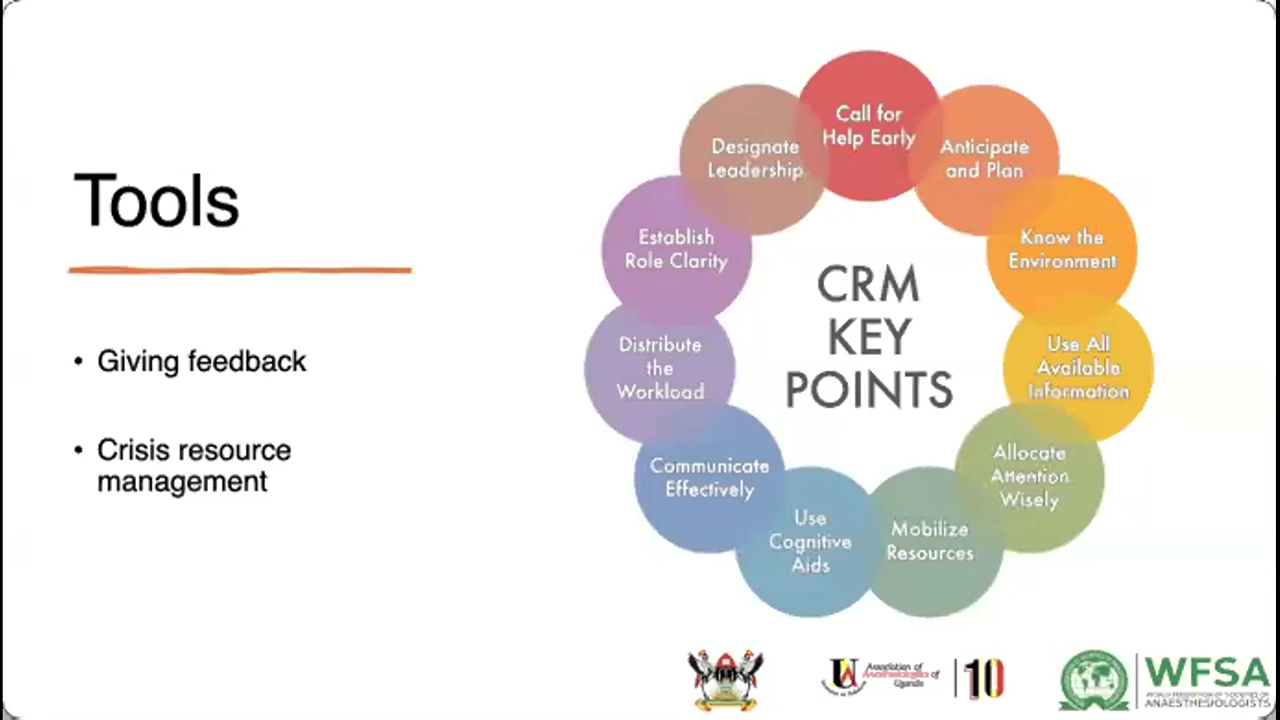 Tools
• Giving feedback
• Crisis resource
management
Call for
Help Early
Anticipate
and Plan
Know the
Environment
Use All
Available
Information
Allocate
Attention
Wisely
Mobilize
Resources
Use
Cognitive
Aids
Communicate
Effectively
Distribute
the
Workload
Establish
Role Clarity
Designate
Leadership
CRM
KEY
POINTS
Association of
Anesthesiologists of
Uganda
10
WFSA
WORLD FEDERATION OF SOCIETIES OF
ANAESTHESIOLOGISTS